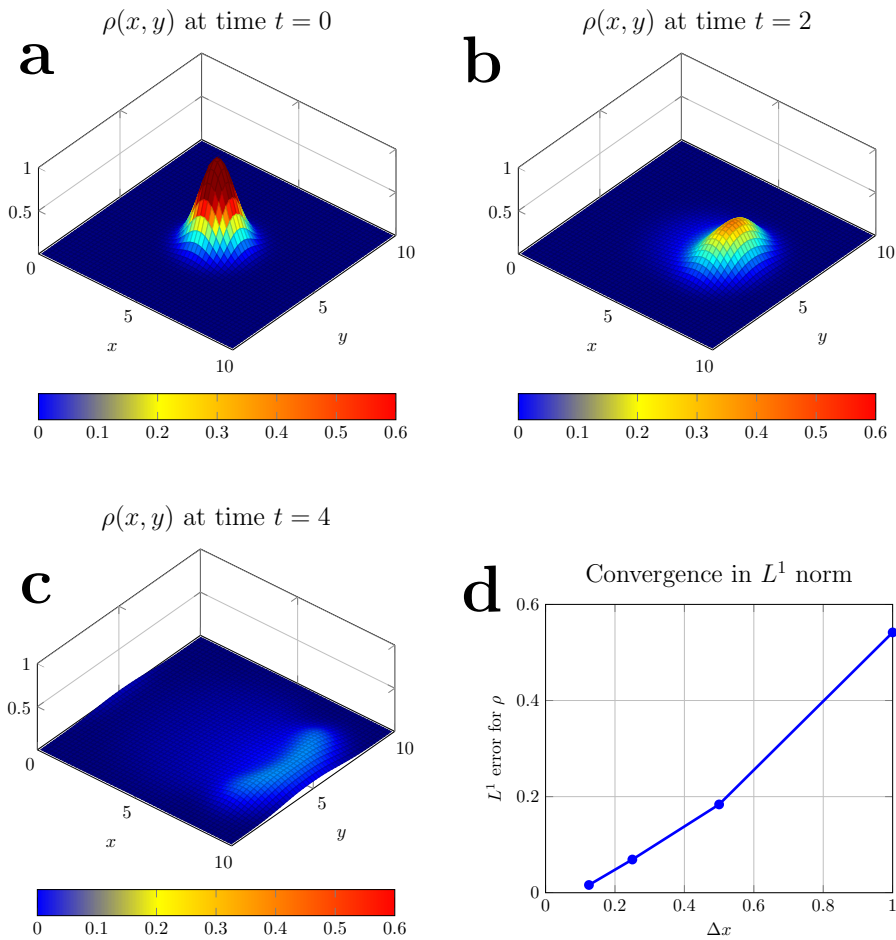 a
ρ(x, y) at time t = 0
1
0.5
0
5
10
x
5
10
y
0 0.1 0.2 0.3 0.4 0.5 0.6
b
ρ(x, y) at time t = 2
1
0.5
0
5
10
x
5
10
y
0 0.1 0.2 0.3 0.4 0.5 0.6
c
ρ(x, y) at time t = 4
1
0.5
0
5
10
x
5
10
y
0 0.1 0.2 0.3 0.4 0.5 0.6
d
Convergence in L¹ norm
L¹ error for ρ
0.6
0.4
0.2
0
0 0.2 0.4 0.6 0.8 1
Δx